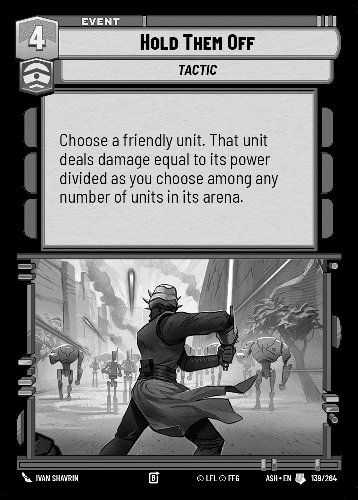 EVENT
4
HOLD THEM OFF
TACTIC
Choose a friendly unit. That unit
deals damage equal to its power
divided as you choose among any
number of units in its arena.
IVAN SHAVRIN
© LFL © FFG
ASH • EN
139/264